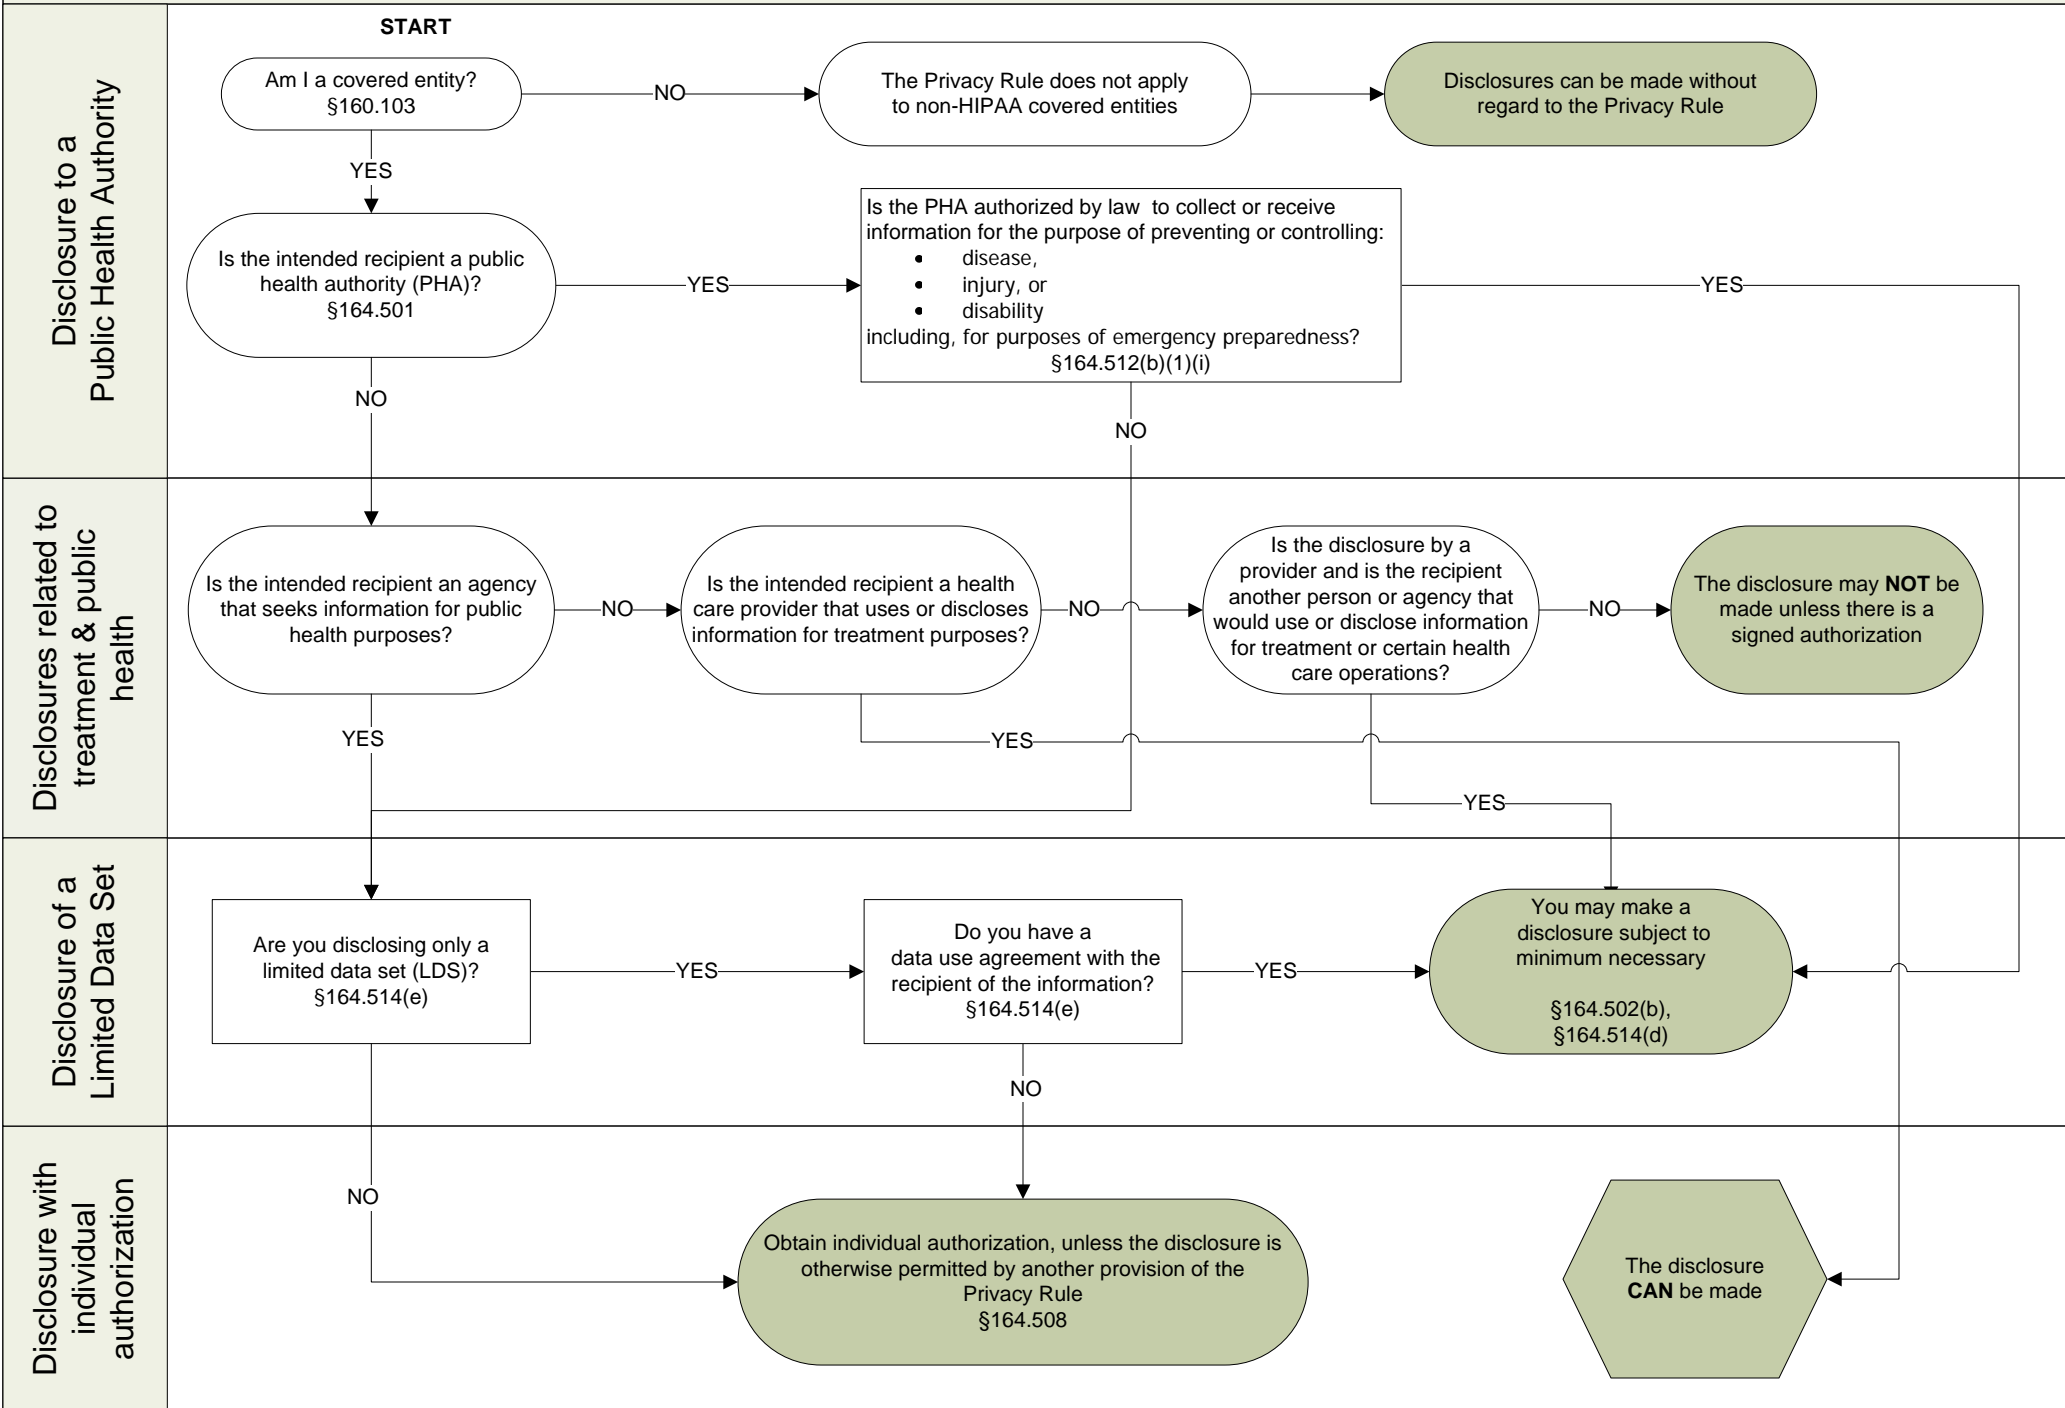 START
Disclosure to a
Public Health Authority
Am I a covered entity?
§160.103
NO
The Privacy Rule does not apply
to non-HIPAA covered entities
Disclosures can be made without
regard to the Privacy Rule
YES
Is the intended recipient a public
health authority (PHA)?
§164.501
YES
Is the PHA authorized by law to collect or receive
information for the purpose of preventing or controlling:
• disease,
• injury, or
• disability
including, for purposes of emergency preparedness?
§164.512(b)(1)(i)
YES
NO
NO
Disclosures related to
treatment & public
health
Is the intended recipient an agency
that seeks information for public
health purposes?
NO
Is the intended recipient a health
care provider that uses or discloses
information for treatment purposes?
NO
Is the disclosure by a
provider and is the recipient
another person or agency that
would use or disclose information
for treatment or certain health
care operations?
NO
The disclosure may NOT be
made unless there is a
signed authorization
YES
YES
YES
Disclosure of a
Limited Data Set
Are you disclosing only a
limited data set (LDS)?
§164.514(e)
YES
Do you have a
data use agreement with the
recipient of the information?
§164.514(e)
YES
You may make a
disclosure subject to
minimum necessary
§164.502(b),
§164.514(d)
NO
Disclosure with
individual
authorization
NO
Obtain individual authorization, unless the disclosure is
otherwise permitted by another provision of the
Privacy Rule
§164.508
The disclosure
CAN be made